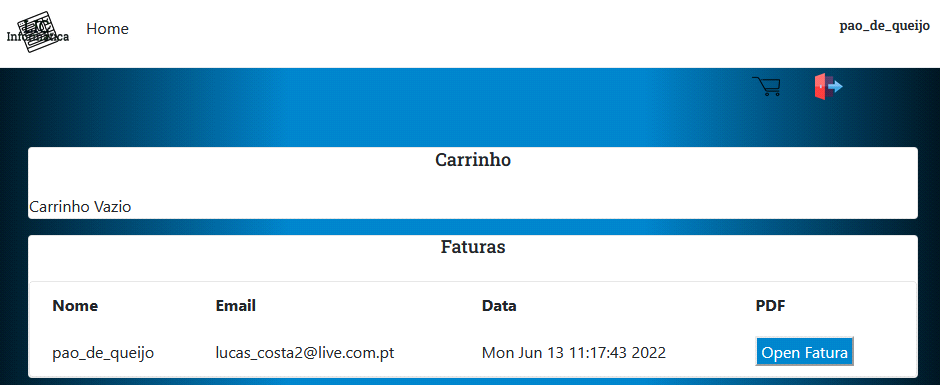 LTC
Informática
Home
pao_de_queijo
Carrinho
Carrinho Vazio
Faturas
Nome Email Data PDF
pao_de_queijo lucas_costa2@live.com.pt Mon Jun 13 11:17:43 2022 Open Fatura